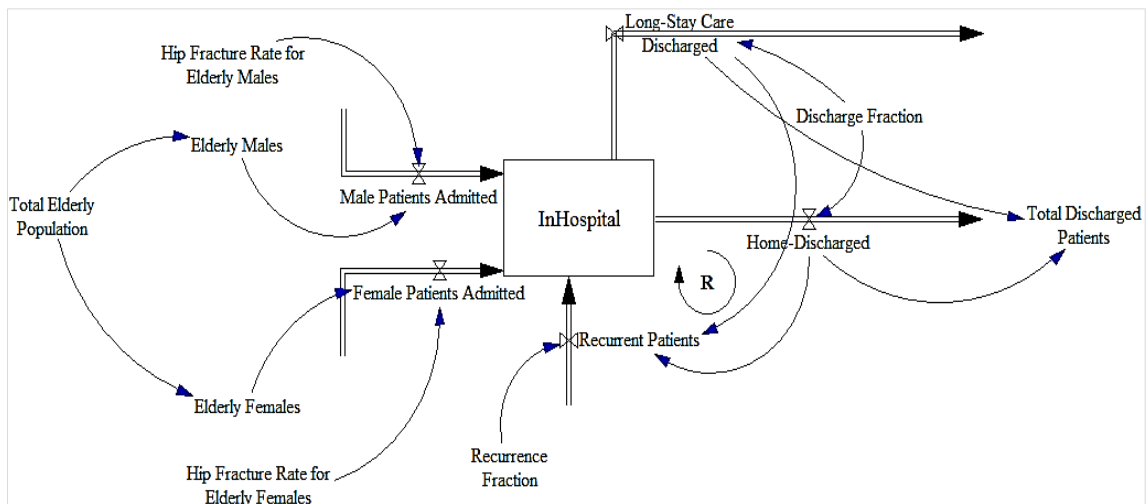 Long-Stay Care
Discharged
Hip Fracture Rate for
Elderly Males
Discharge Fraction
Elderly Males
Male Patients Admitted
Total Elderly
Population
InHospital
Total Discharged
Patients
Home-Discharged
Female Patients Admitted
R
Recurrent Patients
Elderly Females
Recurrence
Fraction
Hip Fracture Rate for
Elderly Females